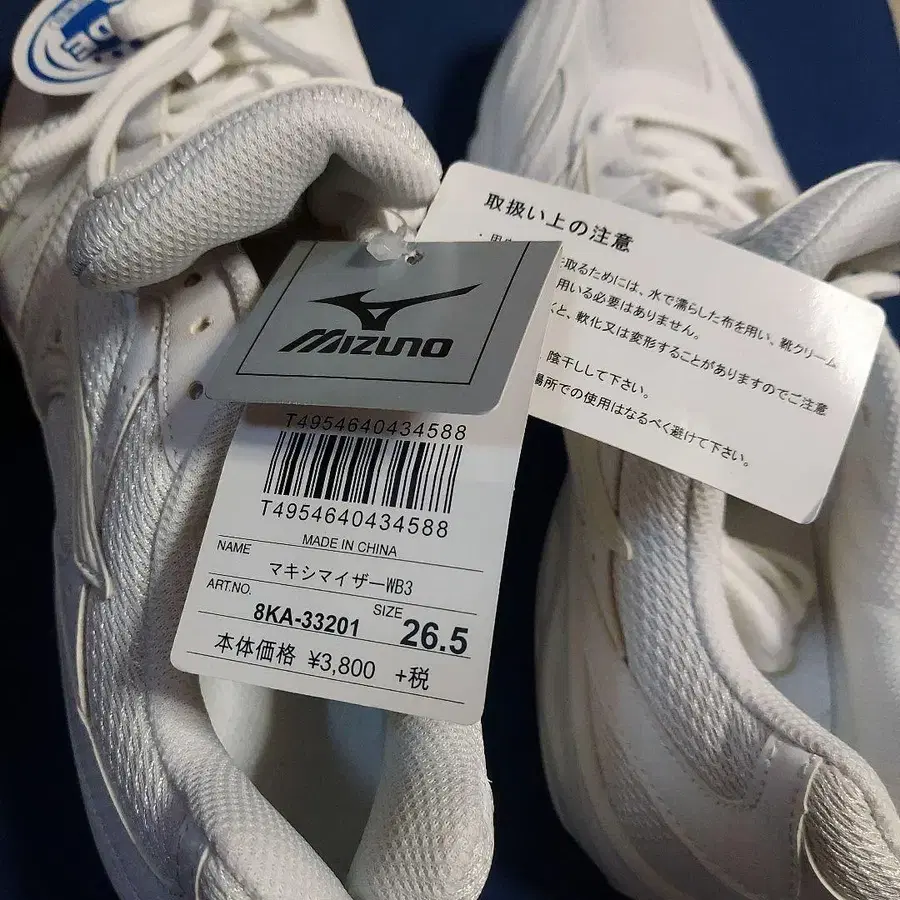 MIZUNO
T4954640434588
T4954640434588
MADE IN CHINA
NAME
マキシマイザーWB3
ART.NO.
8KA-33201
SIZE
26.5
本体価格 ¥3,800 +税
取扱い上の注意
を取るためには、水で濡らした布を用い、靴クリーム
用いる必要はありません。
くと、軟化又は変形することがありますのでご注意
陰干しして下さい。
場所での使用はなるべく避けて下さい。